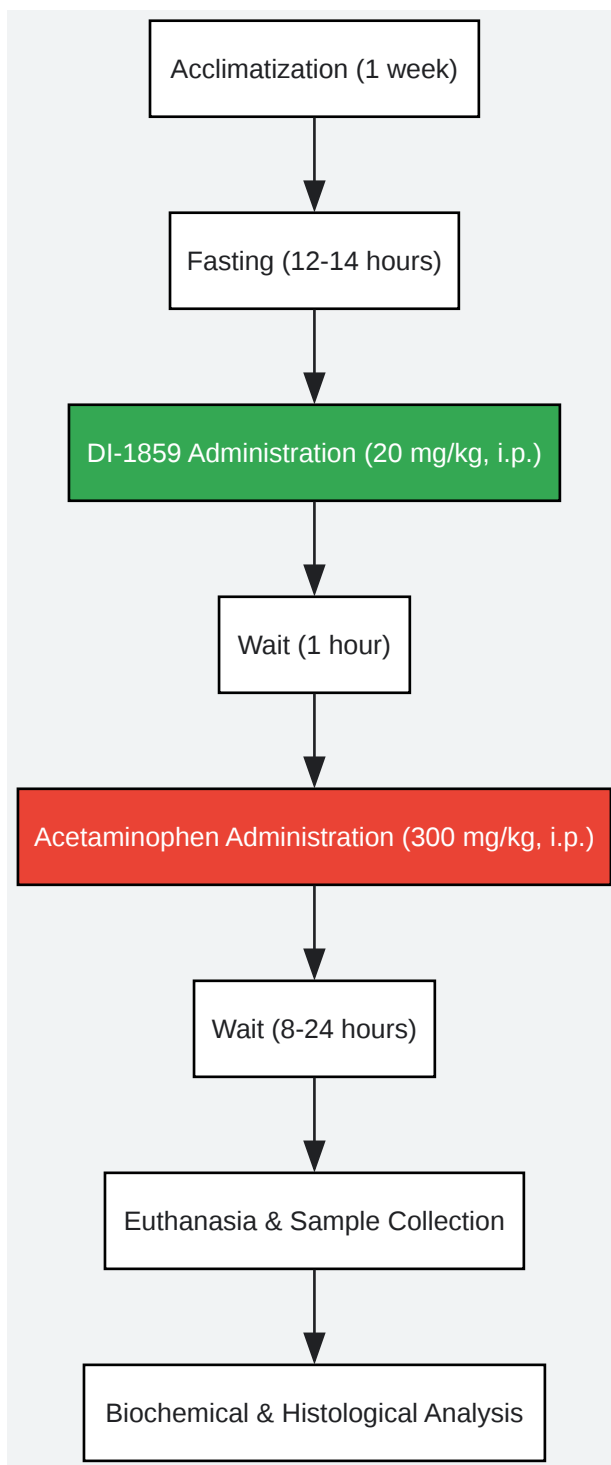 Acclimatization (1 week)
Fasting (12-14 hours)
DI-1859 Administration (20 mg/kg, i.p.)
Wait (1 hour)
Acetaminophen Administration (300 mg/kg, i.p.)
Wait (8-24 hours)
Euthanasia & Sample Collection
Biochemical & Histological Analysis